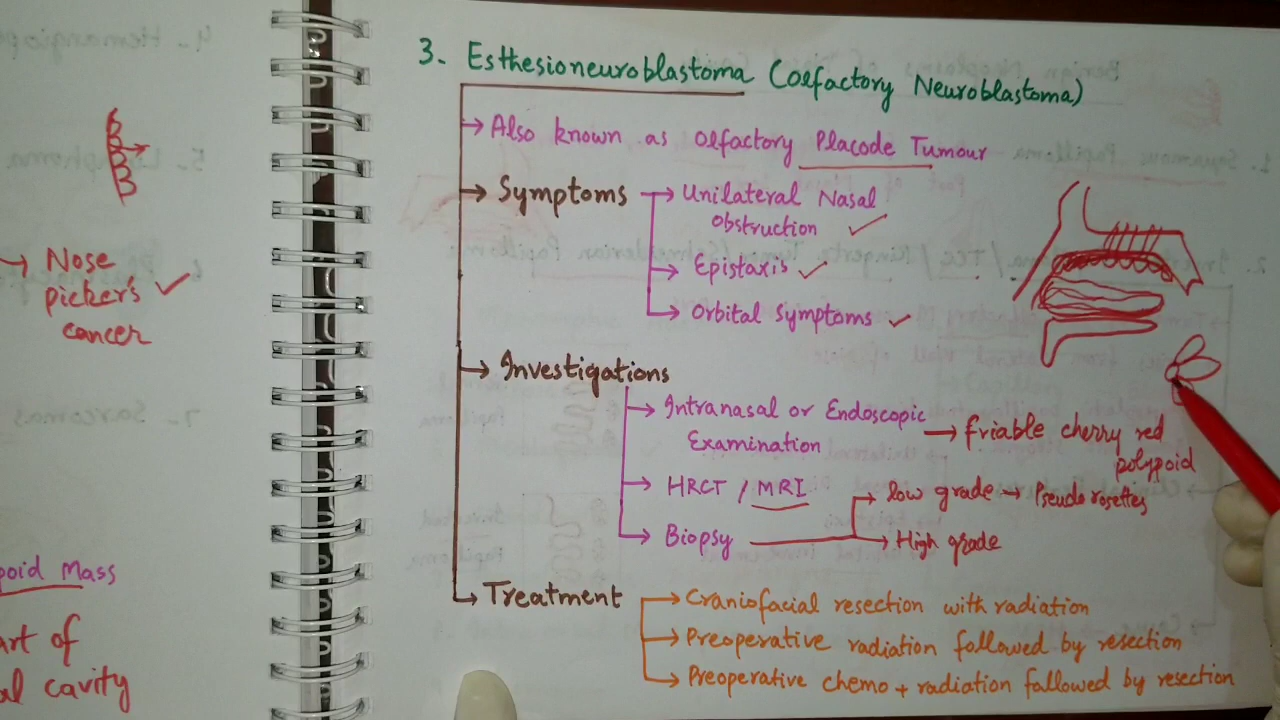 → Nose
picker's
cancer
poid Mass
art of
al cavity
3. Esthesioneuroblastoma (Olfactory Neuroblastoma)
→ Also known as Olfactory Placode Tumour
→ Symptoms → Unilateral Nasal
Obstruction
→ Epistaxis
→ Orbital Symptoms
→ Investigations
→ Intranasal or Endoscopic → friable cherry red
Examination polypoid
→ HRCT / MRI → low grade → Pseudo rosettes
→ Biopsy → High grade
→ Treatment → Craniofacial resection with radiation
→ Preoperative radiation followed by resection
→ Preoperative chemo + radiation followed by resection